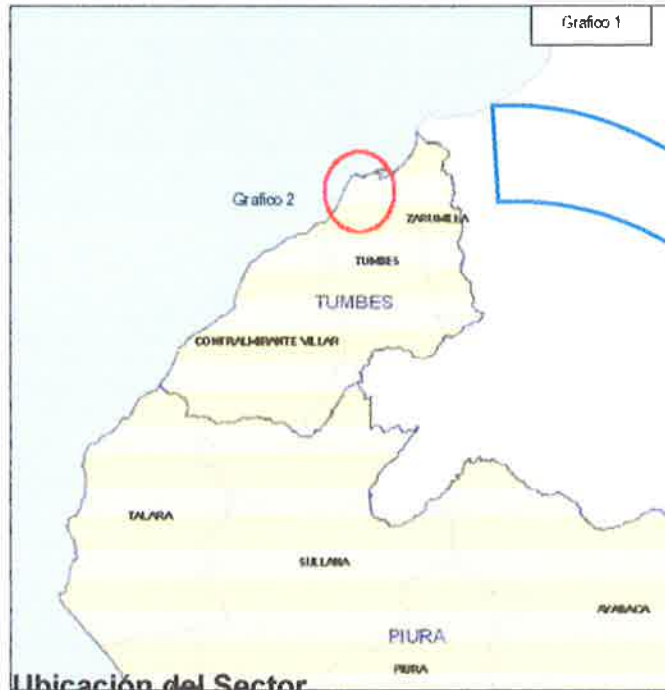 Grafico 1
Grafico 2
ZARUMILLA
TUMBES
TUMBES
CONTRALMIRANTE VILLAR
TALARA
SULLANA
AYABACA
PIURA
PIURA
Ubicación del Sector